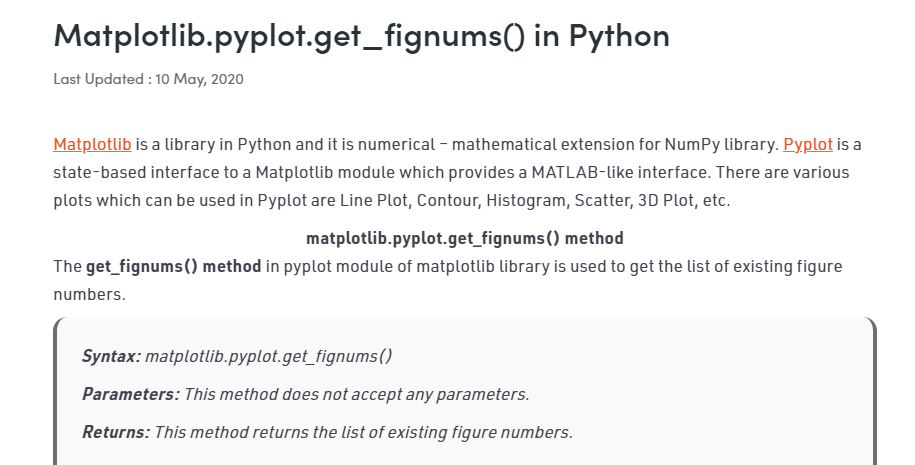 Matplotlib.pyplot.get_fignums() in Python
Last Updated : 10 May, 2020
Matplotlib is a library in Python and it is numerical – mathematical extension for NumPy library. Pyplot is a
state-based interface to a Matplotlib module which provides a MATLAB-like interface. There are various
plots which can be used in Pyplot are Line Plot, Contour, Histogram, Scatter, 3D Plot, etc.
matplotlib.pyplot.get_fignums() method
The get_fignums() method in pyplot module of matplotlib library is used to get the list of existing figure
numbers.
Syntax: matplotlib.pyplot.get_fignums()
Parameters: This method does not accept any parameters.
Returns: This method returns the list of existing figure numbers.